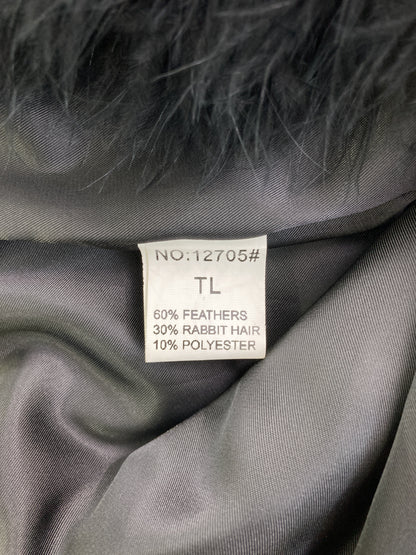 NO:12705#
TL
60% FEATHERS
30% RABBIT HAIR
10% POLYESTER